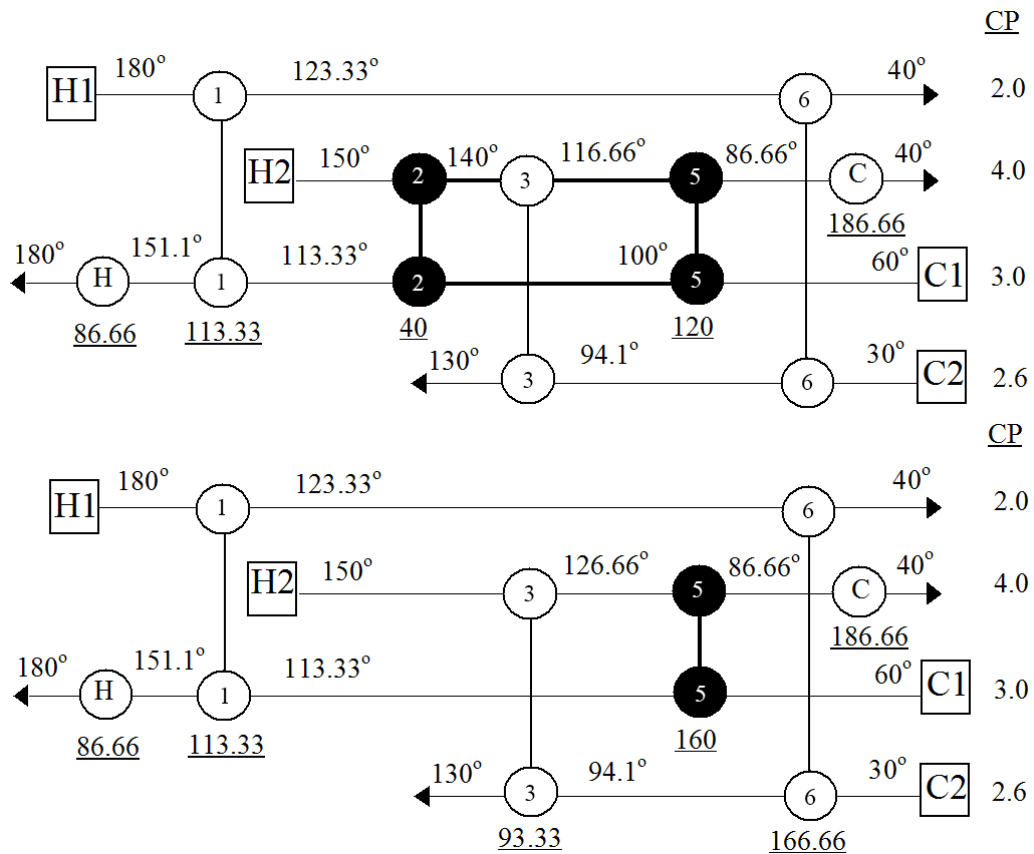 CP
180° 123.33° 40°
H1 1 6 2.0
150° 140° 116.66° 86.66° 40°
H2 2 3 5 C 4.0
186.66
180° 151.1° 113.33° 100° 60°
H 1 2 5 C1 3.0
86.66 113.33 40 120
130° 94.1° 30°
3 6 C2 2.6
CP
180° 123.33° 40°
H1 1 6 2.0
150° 126.66° 86.66° 40°
H2 3 5 C 4.0
186.66
180° 151.1° 113.33° 60°
H 1 5 C1 3.0
86.66 113.33 160
130° 94.1° 30°
3 6 C2 2.6
93.33 166.66